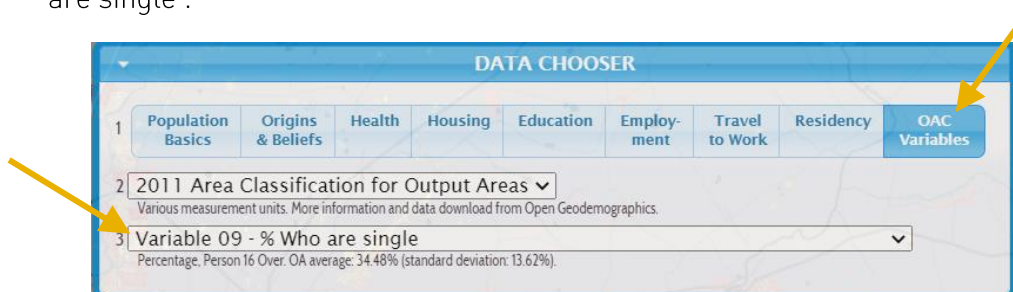 are single'.
DATA CHOOSER
1 Population Basics Origins & Beliefs Health Housing Education Employ-ment Travel to Work Residency OAC Variables
2 2011 Area Classification for Output Areas
Various measurement units. More information and data download from Open Geodemographics.
3 Variable 09 - % Who are single
Percentage, Person 16 Over. OA average: 34.48% (standard deviation: 13.62%).